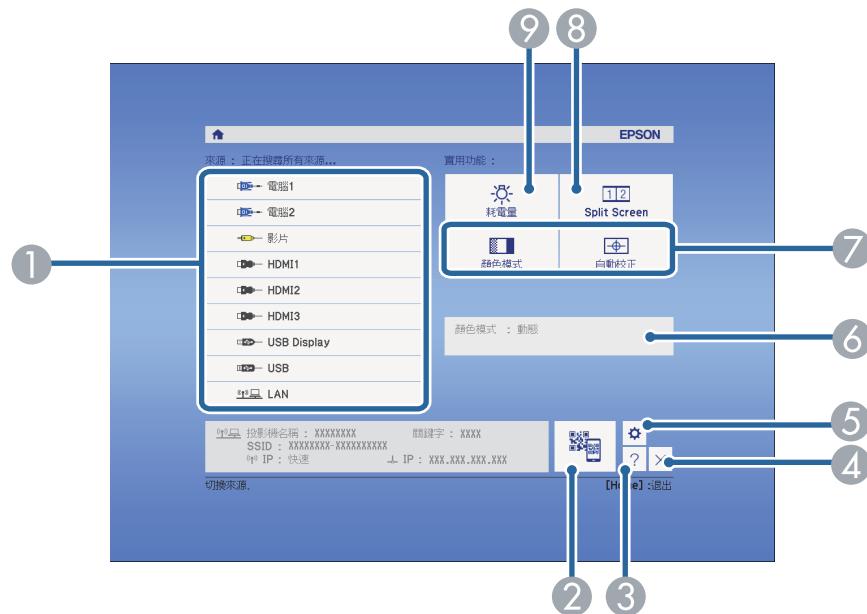 9 8
EPSON
來源 : 正在搜尋所有來源...
實用功能 :
電腦1
電腦2
影片
HDMI1
HDMI2
HDMI3
USB Display
USB
LAN
耗電量
1 2
Split Screen
顏色模式
自動校正
7
1
顏色模式 : 動態
6
投影機名稱 : XXXXXXXX 關鍵字 : XXXX
SSID : XXXXXXXX-XXXXXXXXXX
IP : 快速 IP : XXX.XXX.XXX.XXX
?
5
4
切換來源.
[Home] :退出
2 3